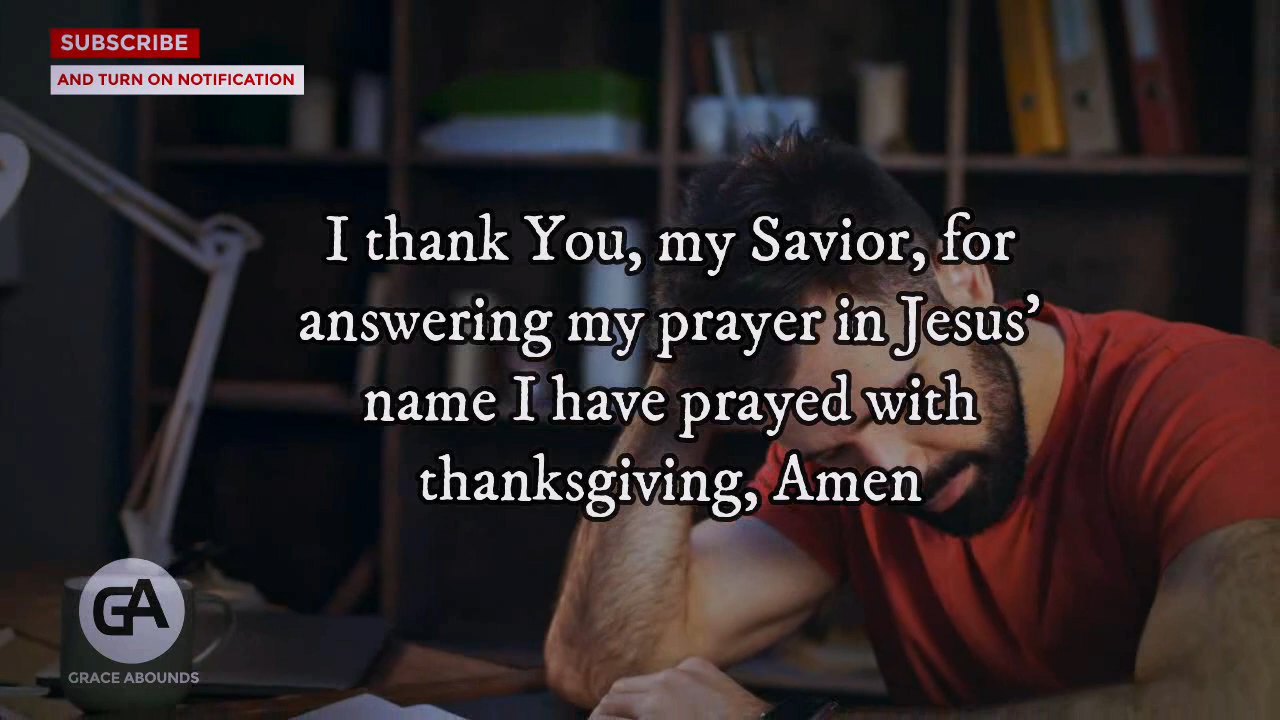 SUBSCRIBE
AND TURN ON NOTIFICATION
I thank You, my Savior, for
answering my prayer in Jesus’
name I have prayed with
thanksgiving, Amen
GA
GRACE ABOUNDS